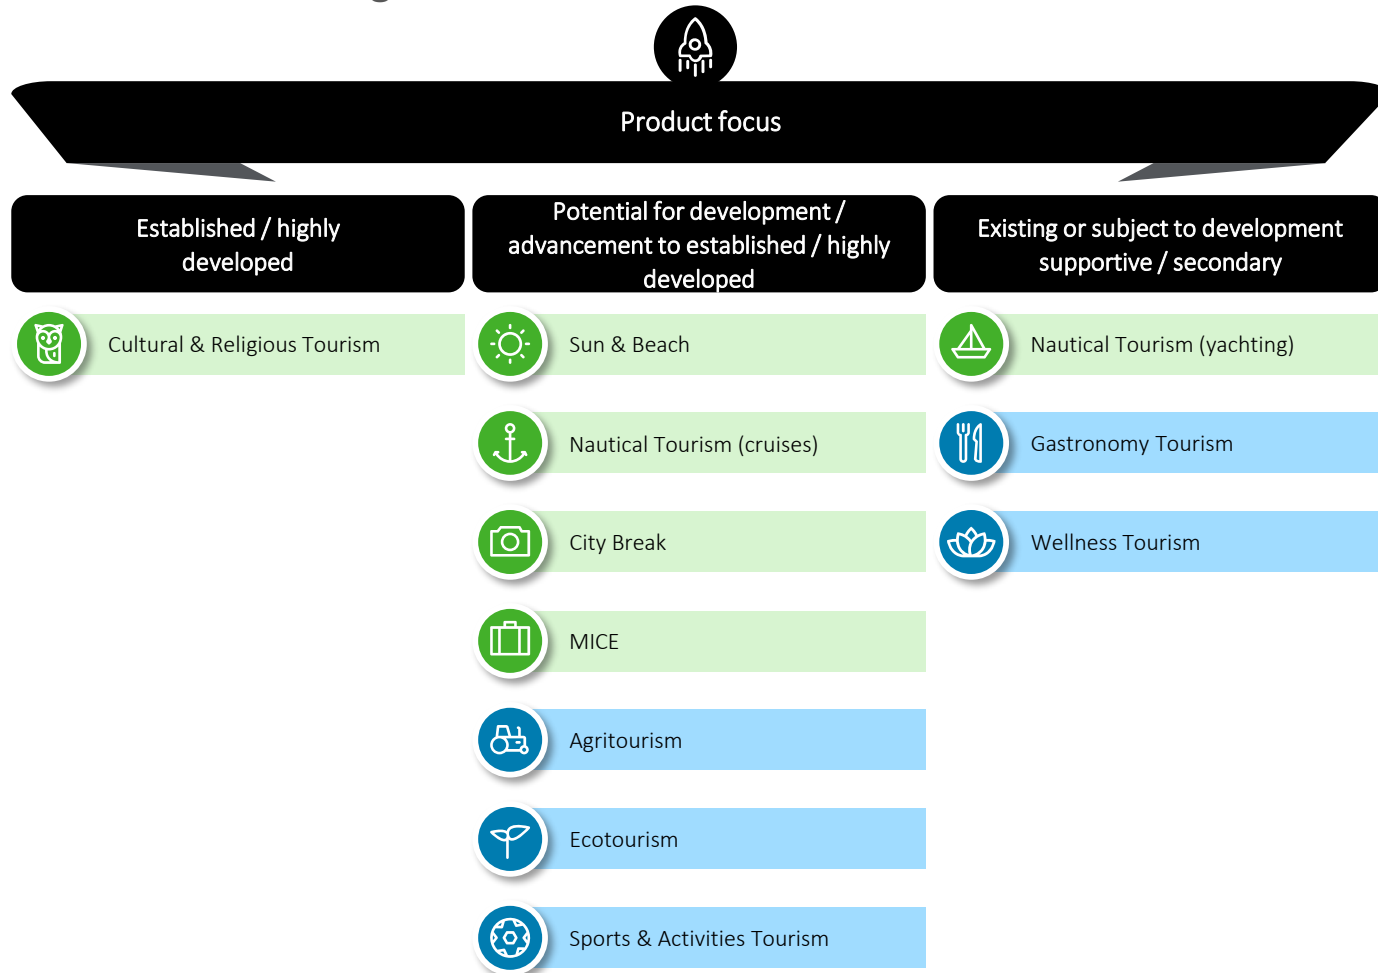 Product focus
Established / highly
developed
Cultural & Religious Tourism
Potential for development /
advancement to established / highly
developed
Sun & Beach
Nautical Tourism (cruises)
City Break
MICE
Agritourism
Ecotourism
Sports & Activities Tourism
Existing or subject to development
supportive / secondary
Nautical Tourism (yachting)
Gastronomy Tourism
Wellness Tourism